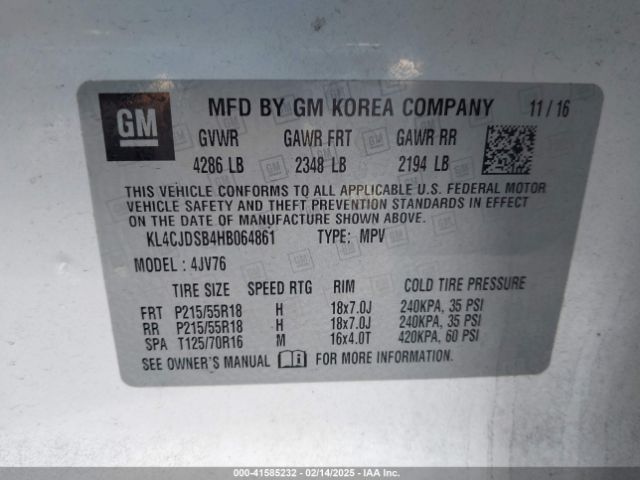 GM MFD BY GM KOREA COMPANY 11/16
GVWR GAWR FRT GAWR RR
4286 LB 2348 LB 2194 LB
THIS VEHICLE CONFORMS TO ALL APPLICABLE U.S. FEDERAL MOTOR
VEHICLE SAFETY AND THEFT PREVENTION STANDARDS IN EFFECT
ON THE DATE OF MANUFACTURE SHOWN ABOVE.
KL4CJDSB4HB064861 TYPE: MPV
MODEL : 4JV76
TIRE SIZE SPEED RTG RIM COLD TIRE PRESSURE
FRT P215/55R18 H 18x7.0J 240KPA, 35 PSI
RR P215/55R18 H 18x7.0J 240KPA, 35 PSI
SPA T125/70R16 M 16x4.0T 420KPA, 60 PSI
SEE OWNER'S MANUAL FOR MORE INFORMATION.
000-41585232 - 02/14/2025 - IAA Inc.